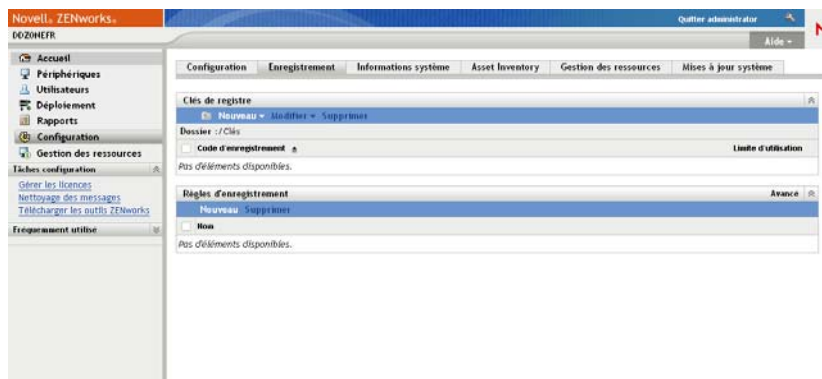 Novell® ZENworks®
Quitter administrator
DDZONEFR
Aide
Accueil
Périphériques
Utilisateurs
Déploiement
Rapports
Configuration
Gestion des ressources
Tâches configuration
Gérer les licences
Nettoyage des messages
Télécharger les outils ZENworks
Fréquemment utilisé
Configuration Enregistrement Informations système Asset Inventory Gestion des ressources Mises à jour système
Clés de registre
Nouveau Modifier Supprimer
Dossier :/Clés
Code d'enregistrement Limite d'utilisation
Pas d'éléments disponibles.
Règles d'enregistrement Avancé
Nouveau Supprimer
Nom
Pas d'éléments disponibles.